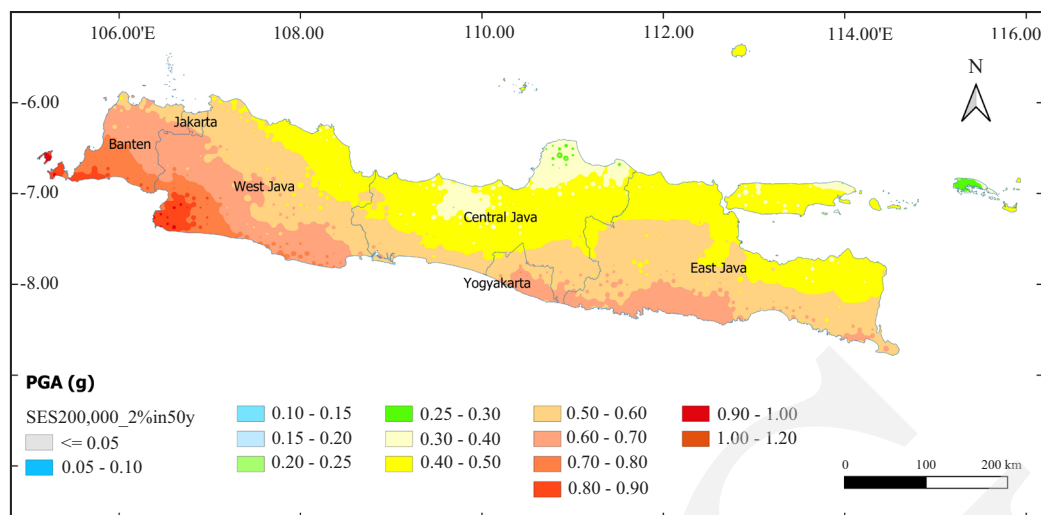 106.00'E 108.00 110.00 112.00 114.00'E 116.00
N
-6.00
Jakarta
Banten
West Java
-7.00
Central Java
East Java
Yogyakarta
-8.00
PGA (g)
SES200,000_2%in50y
<= 0.05
0.05 - 0.10
0.10 - 0.15
0.15 - 0.20
0.20 - 0.25
0.25 - 0.30
0.30 - 0.40
0.40 - 0.50
0.50 - 0.60
0.60 - 0.70
0.70 - 0.80
0.80 - 0.90
0.90 - 1.00
1.00 - 1.20
0 100 200 km